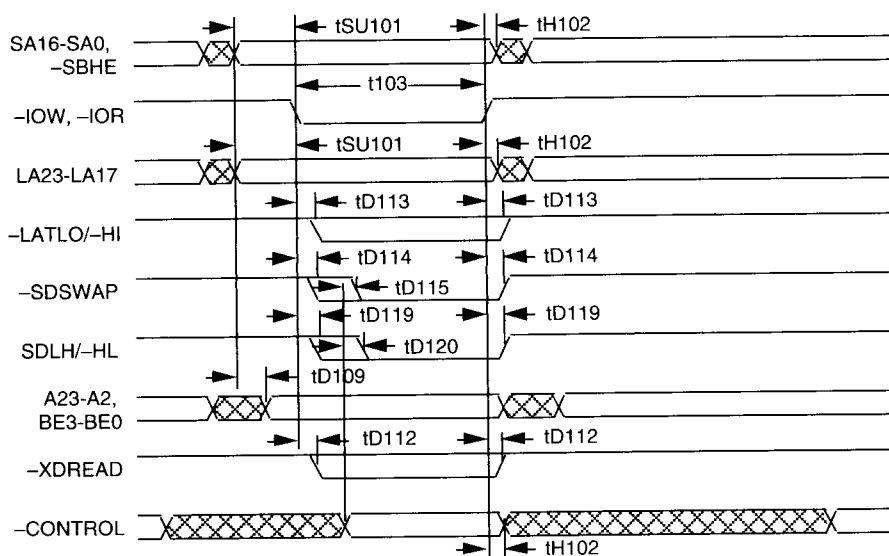 tSU101 tH102
SA16-SA0,
–SBHE
t103
–IOW, –IOR
tSU101 tH102
LA23-LA17
tD113 tD113
–LATLO/–HI
tD114 tD114
–SDSWAP
tD115
tD119 tD119
SDLH/–HL
tD120
tD109
A23-A2,
BE3-BE0
tD112 tD112
–XDREAD
–CONTROL
tH102